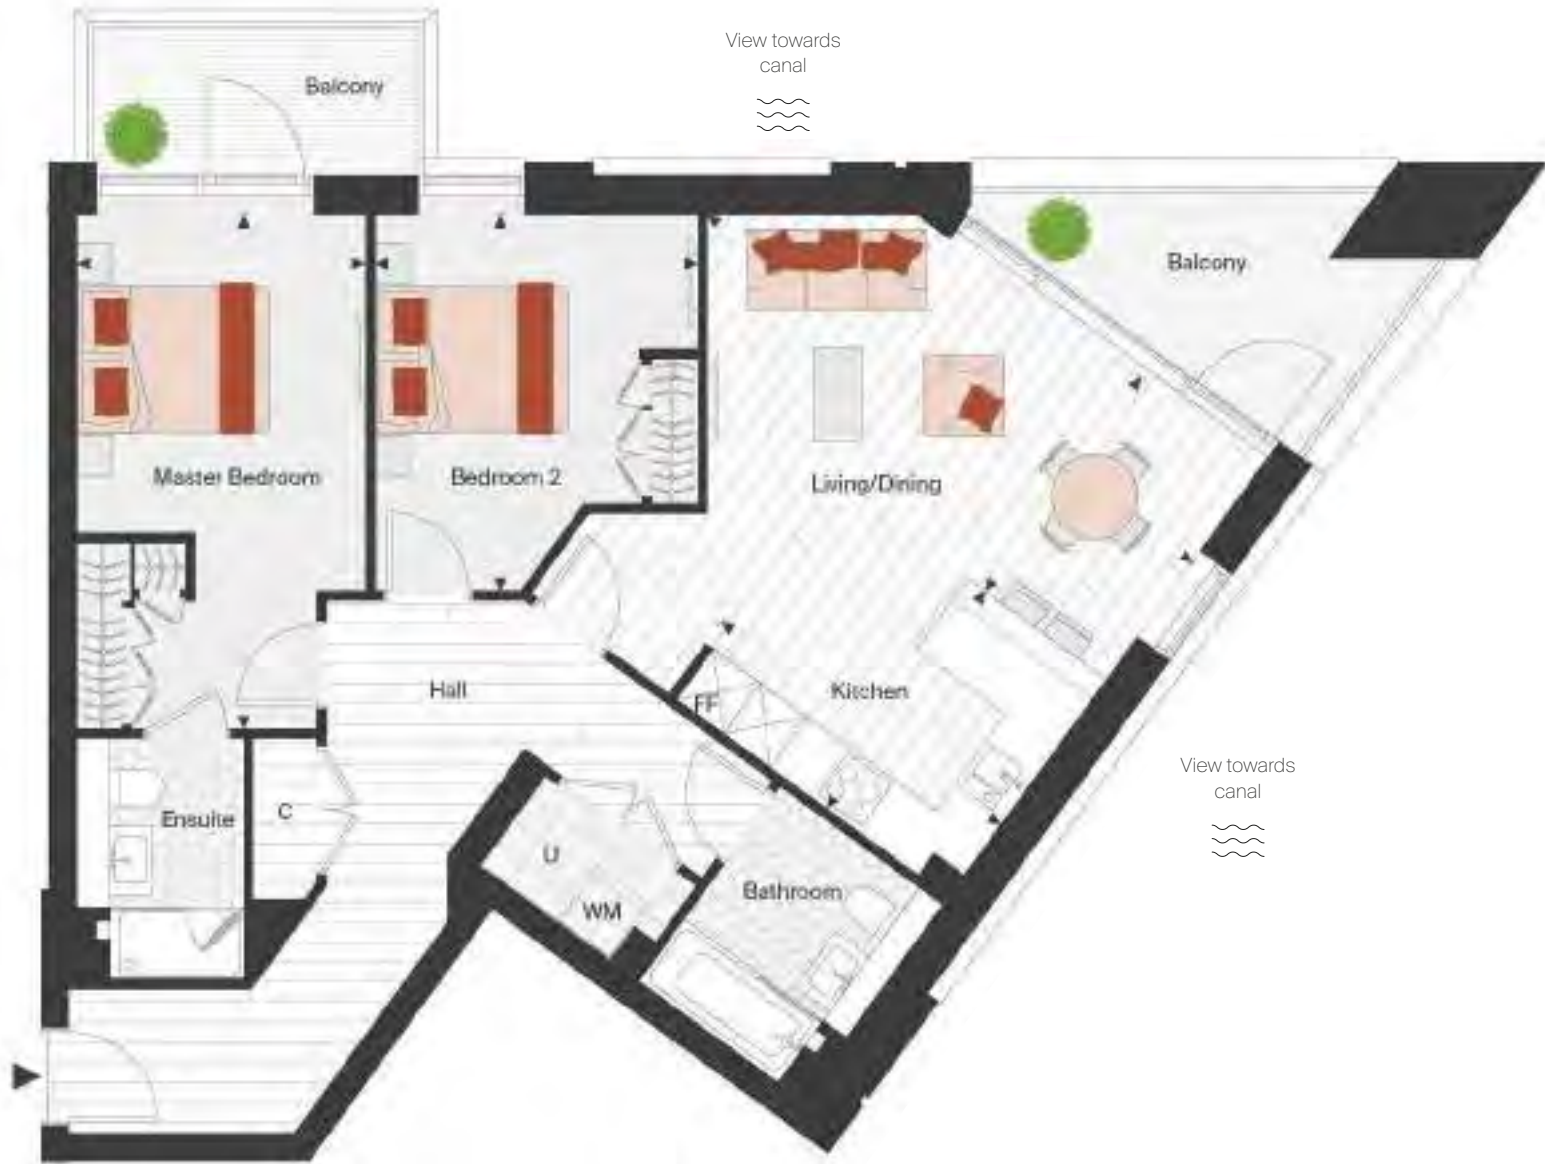 View towards
canal
Balcony
Balcony
Master Bedroom
Bedroom 2
Living/Dining
Hall
Kitchen
FF
View towards
canal
Ensuite
C
U
WM
Bathroom